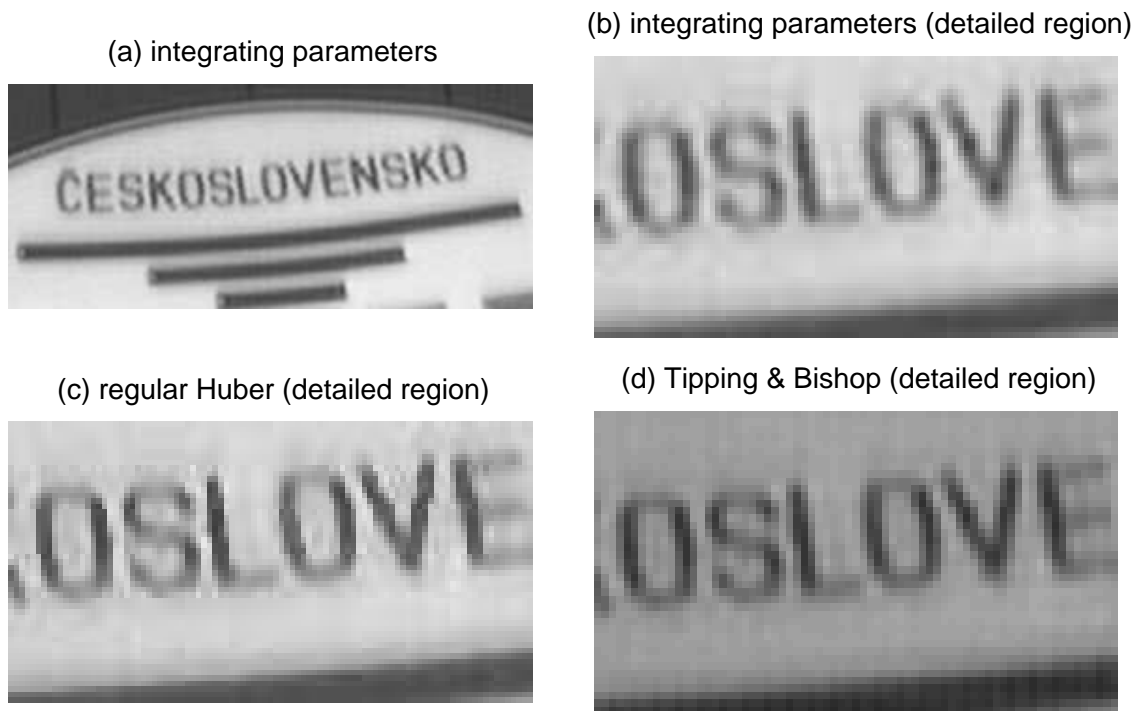 (a) integrating parameters
ČESKOSLOVENSKO
(b) integrating parameters (detailed region)
OSLOVE
(c) regular Huber (detailed region)
OSLOVE
(d) Tipping & Bishop (detailed region)
OSLOVE